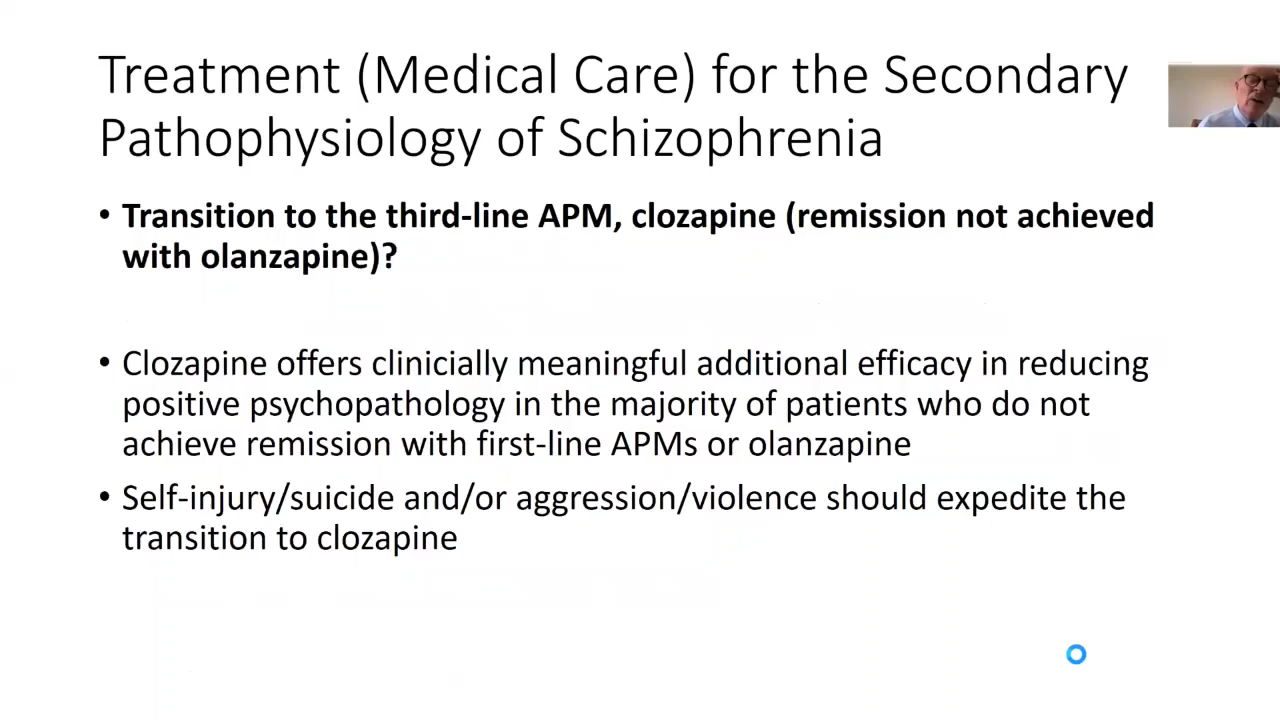 Treatment (Medical Care) for the Secondary
Pathophysiology of Schizophrenia
• Transition to the third-line APM, clozapine (remission not achieved
with olanzapine)?
• Clozapine offers clinicially meaningful additional efficacy in reducing
positive psychopathology in the majority of patients who do not
achieve remission with first-line APMs or olanzapine
• Self-injury/suicide and/or aggression/violence should expedite the
transition to clozapine